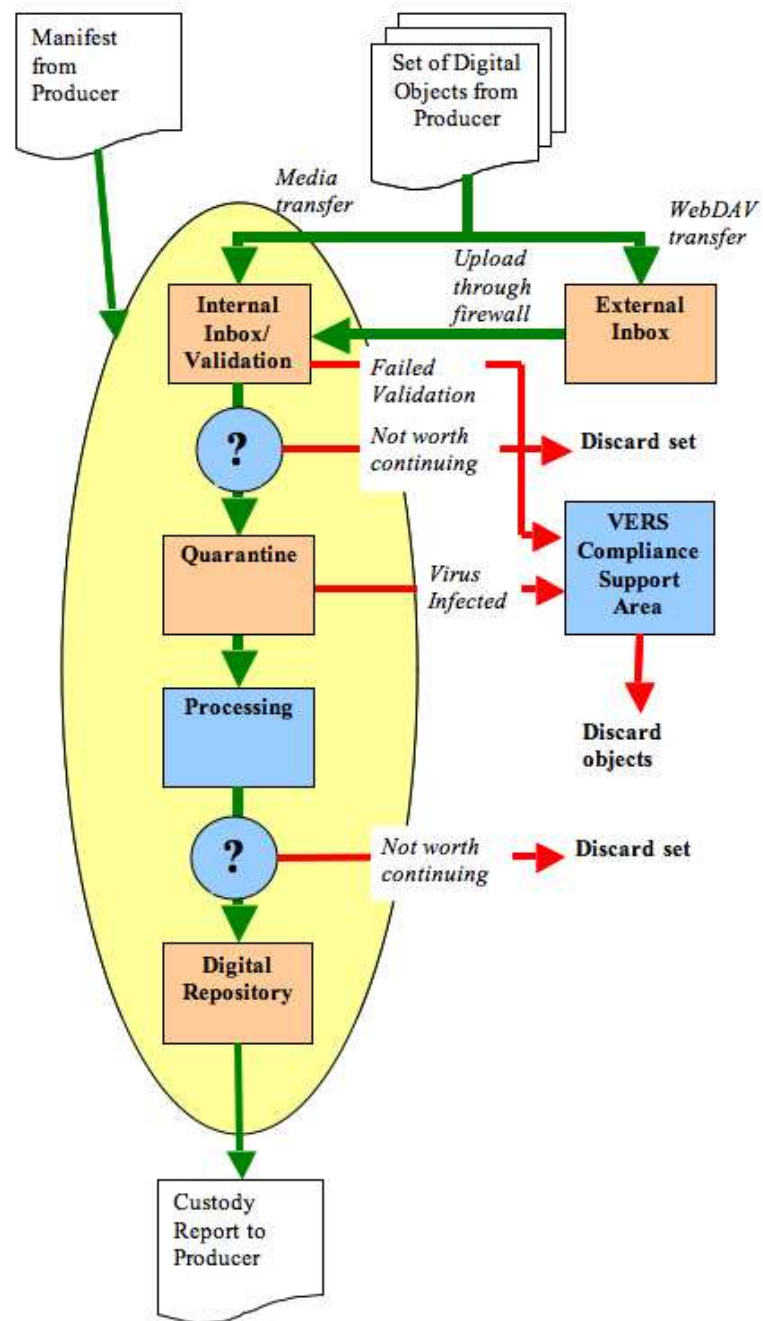 Manifest
from
Producer
Set of Digital
Objects from
Producer
Media
transfer
WebDAV
transfer
Upload
through
firewall
Internal
Inbox/
Validation
External
Inbox
Failed
Validation
?
Not worth
continuing
Discard set
Quarantine
VERS
Compliance
Support
Area
Virus
Infected
Processing
Discard
objects
?
Not worth
continuing
Discard set
Digital
Repository
Custody
Report to
Producer